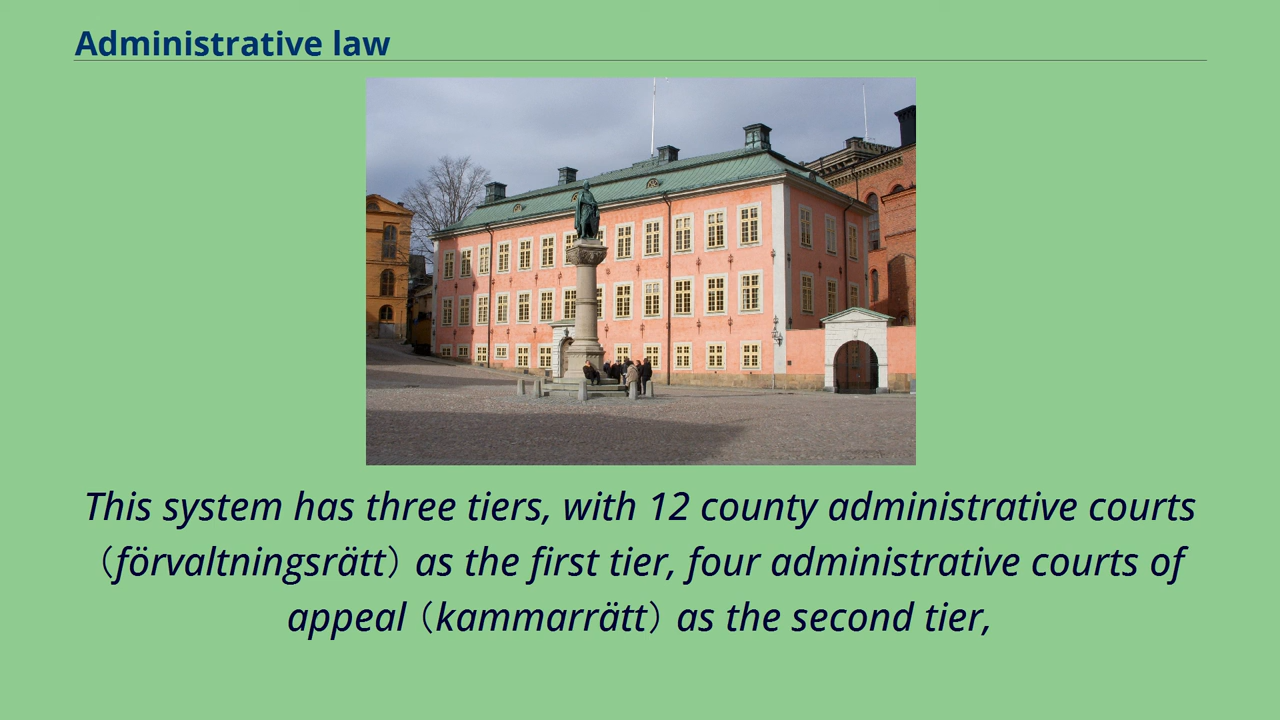 Administrative law
This system has three tiers, with 12 county administrative courts
（förvaltningsrätt） as the first tier, four administrative courts of
appeal （kammarrätt） as the second tier,